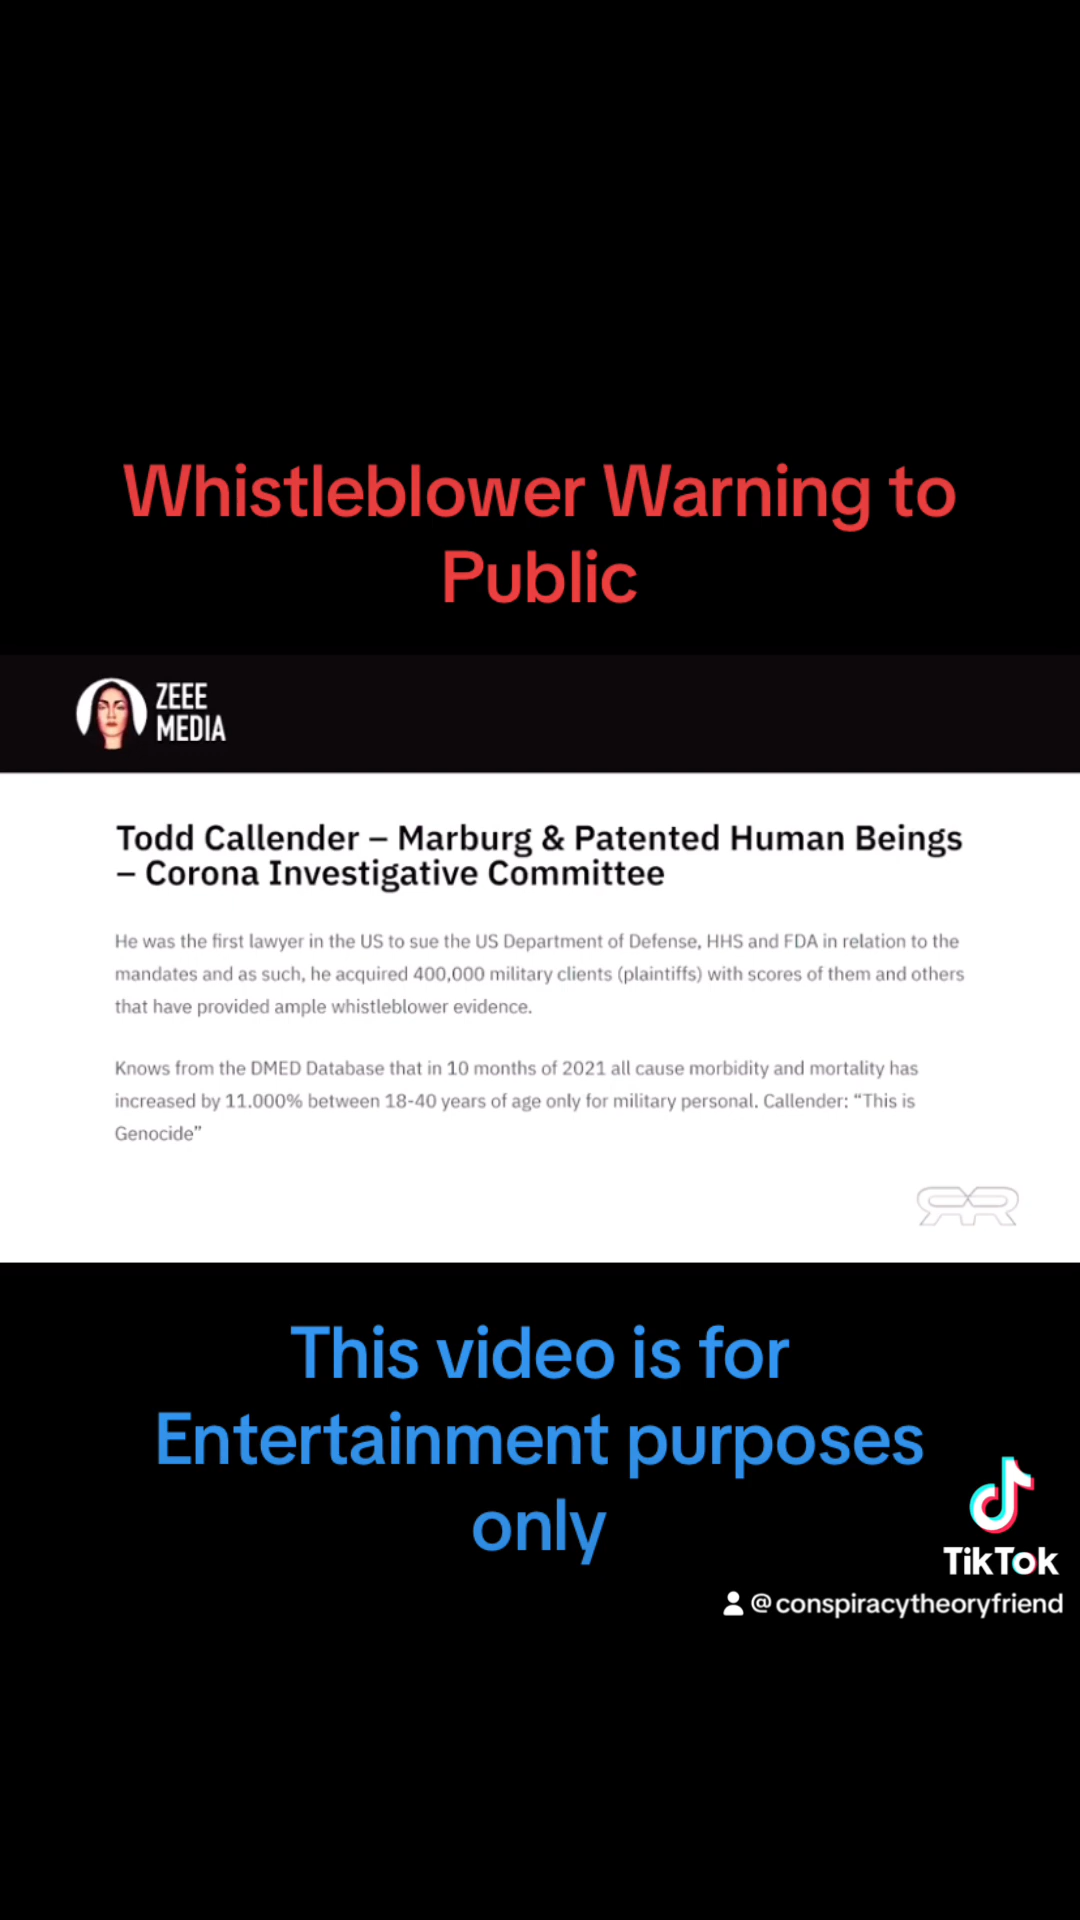 Whistleblower Warning to
Public
ZEEE
MEDIA
Todd Callender – Marburg & Patented Human Beings
– Corona Investigative Committee
He was the first lawyer in the US to sue the US Department of Defense, HHS and FDA in relation to the
mandates and as such, he acquired 400,000 military clients (plaintiffs) with scores of them and others
that have provided ample whistleblower evidence.
Knows from the DMED Database that in 10 months of 2021 all cause morbidity and mortality has
increased by 11.000% between 18-40 years of age only for military personal. Callender: “This is
Genocide”
RR
This video is for
Entertainment purposes
only
TikTok
@conspiracytheoryfriend